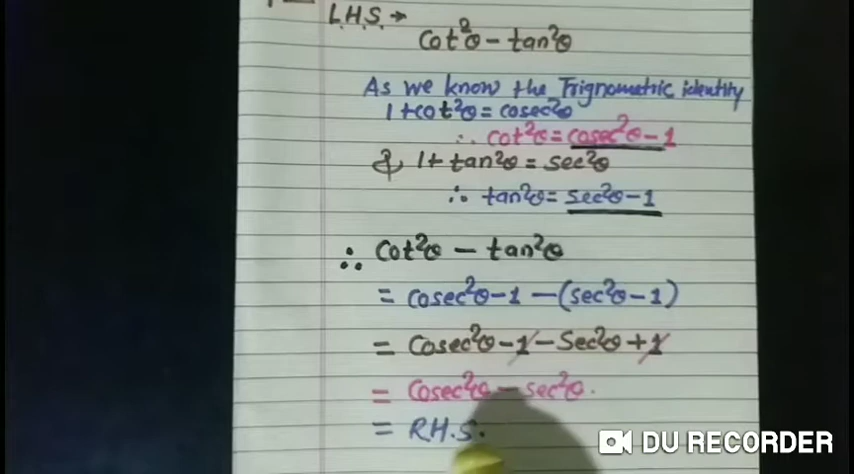 L.H.S. →
cot²θ - tan²θ
As we know the Trignometric identity
1+cot²θ = cosec²θ
∴ cot²θ = cosec²θ-1
& 1+ tan²θ = sec²θ
∴ tan²θ = sec²θ-1
∴ cot²θ - tan²θ
= cosec²θ-1 -(sec²θ-1)
= cosec²θ-1-sec²θ+1
= cosec²θ - sec²θ.
= R.H.S.
DU RECORDER